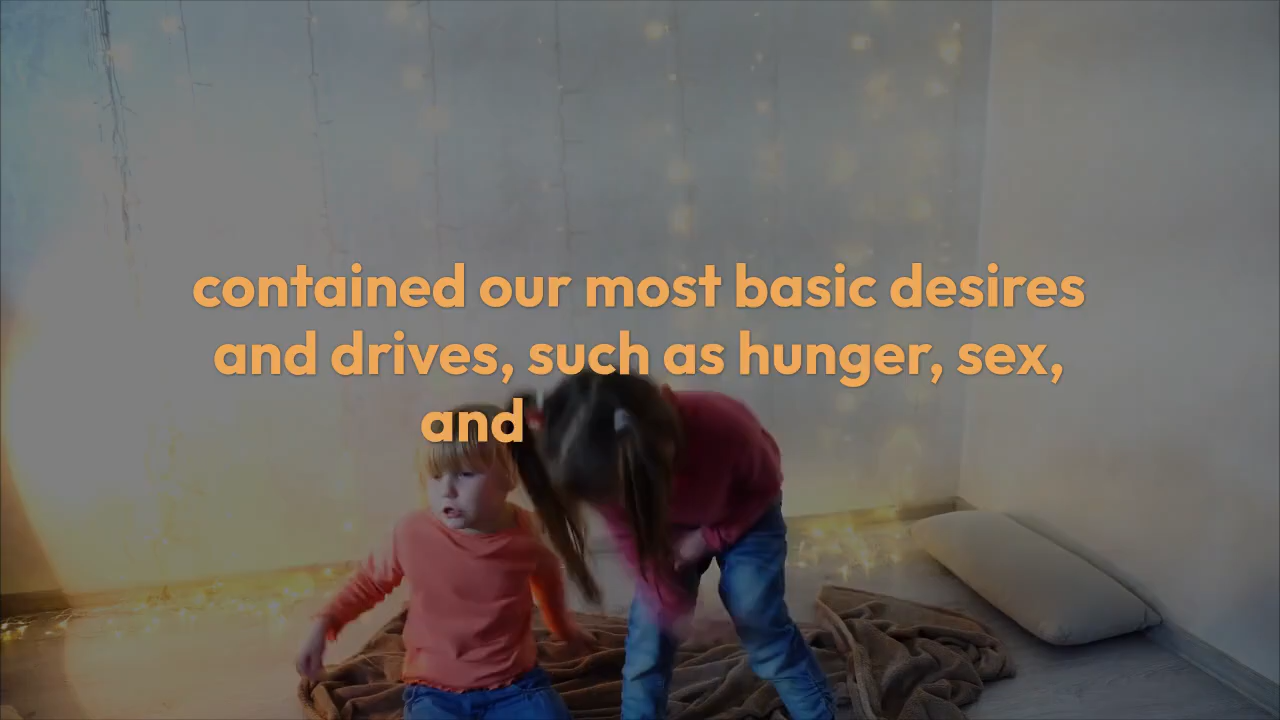 contained our most basic desires
and drives, such as hunger, sex,
and